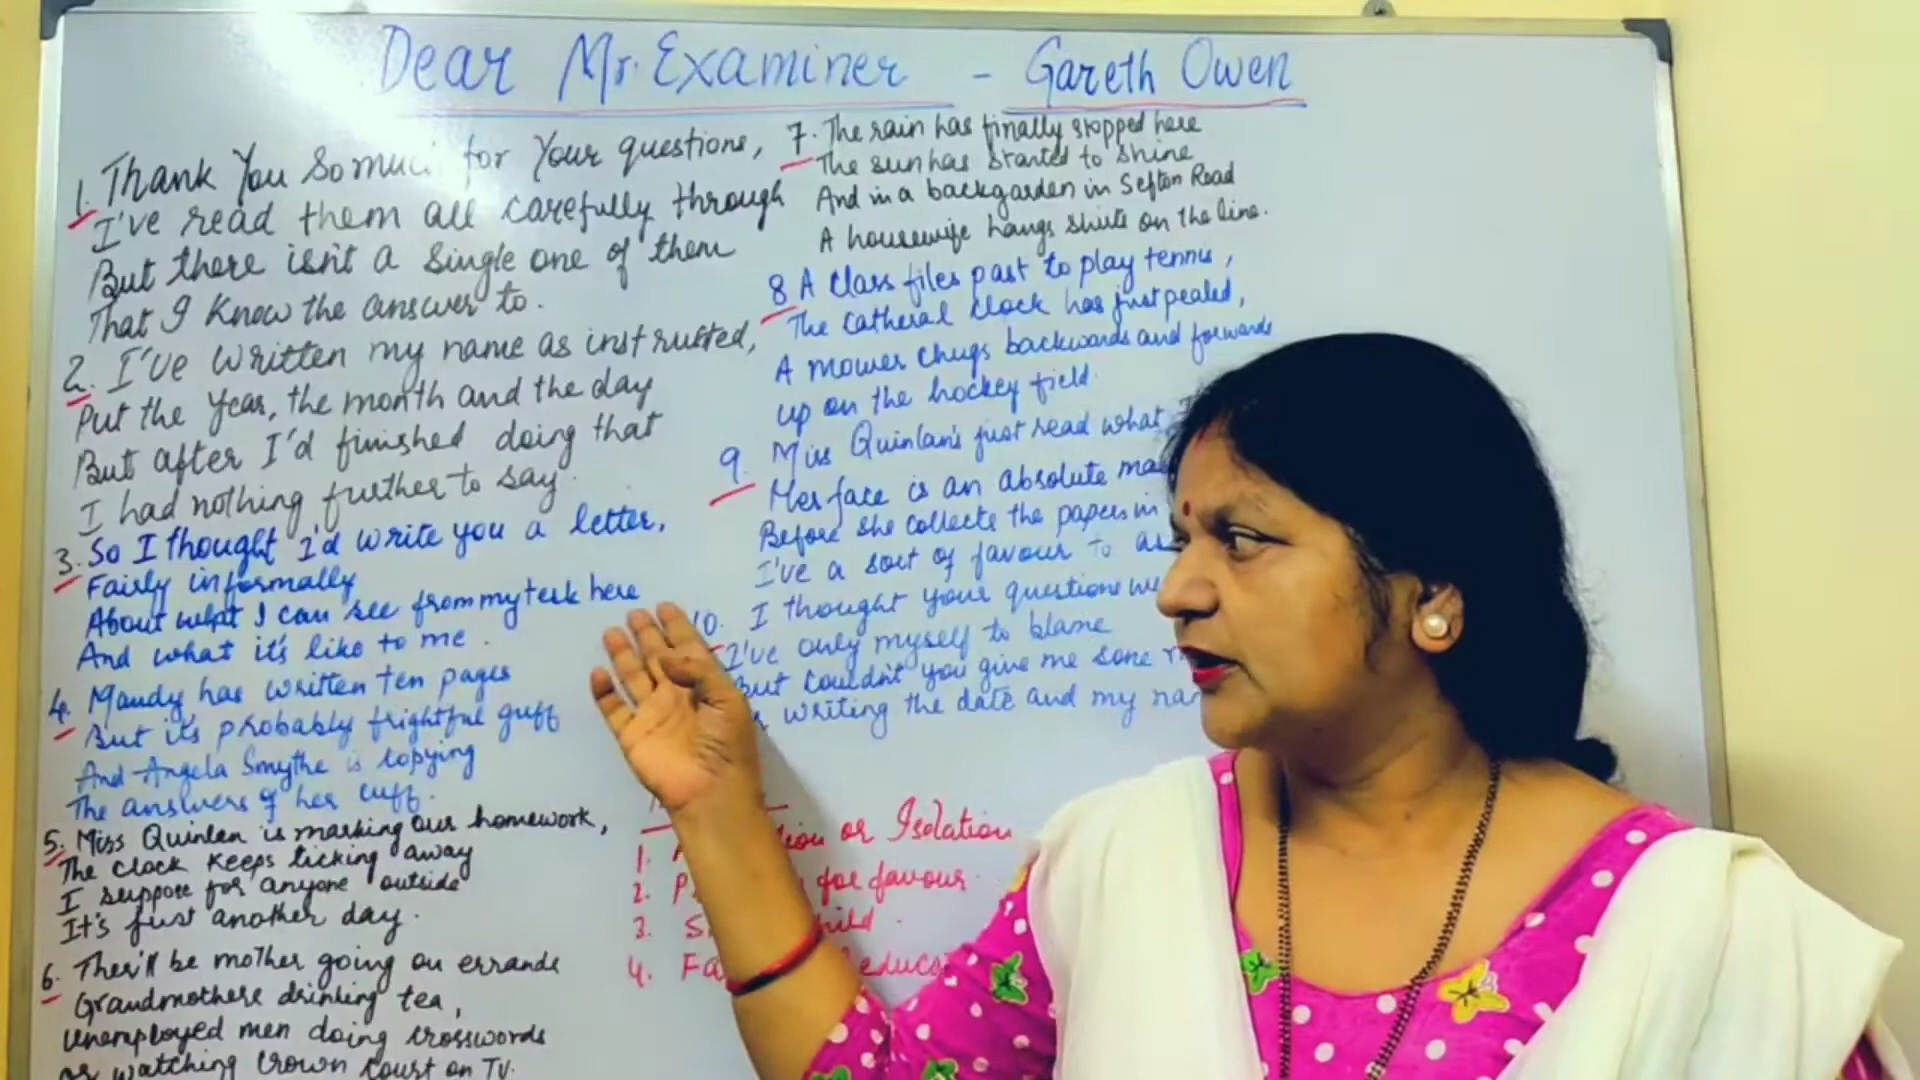 Dear Mr. Examiner - Gareth Owen
1. Thank You So much for Your questions,
I've read them all carefully through
But there isn't a single one of them
That I know the answer to.
2. I've written my name as instructed,
Put the Year, the month and the day
But after I'd finished doing that
I had nothing further to say.
3. So I thought I'd write you a letter,
Fairly informally
About what I can see from my desk here
And what it's like to me.
4. Mandy has written ten pages
But it's probably frightful guff
And Angela Smythe is copying
The answers of her cuff.
5. Miss Quinlan is marking our homework,
The clock keeps ticking away
I suppose for anyone outside
It's just another day.
6. Ther'll be mother going on errands
Grandmothers drinking tea,
Unemployed men doing crosswords
or watching Crown Court on TV.
7. The rain has finally stopped here
The sun has started to shine
And in a backgarden in Sefton Road
A housewife hangs shirts on the line.
8 A class files past to play tennis,
The Catheral clock has just pealed,
A mower chugs backwards and forwards
up on the hockey field.
9. Miss Quinlan's just read what
Her face is an absolute
Before she collects the papers in
I've a sort of favour to
10. I thought your questions
I've only myself to blame
But couldn't you give me some
writing the date and my
or Isolation
1.
2. for favour
3.
4.